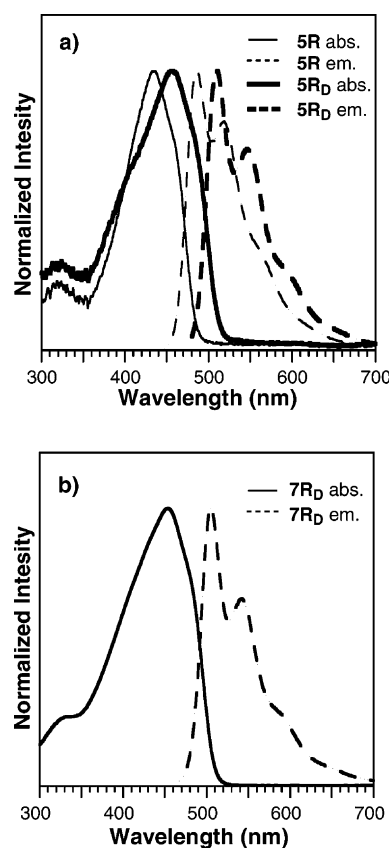 a)
5R abs.
5R em.
5RD abs.
5RD em.
Normalized Intesity
300 400 500 600 700
Wavelength (nm)
b)
7RD abs.
7RD em.
Normalized Intesity
300 400 500 600 700
Wavelength (nm)